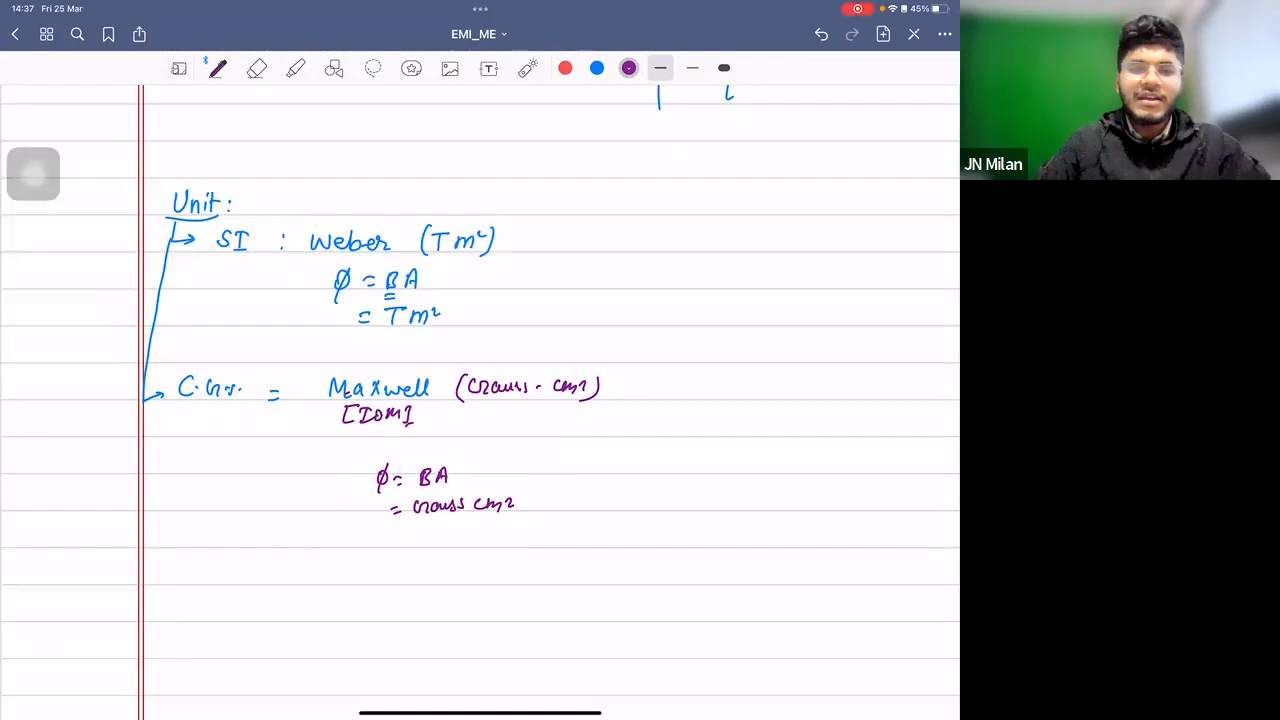 14:37 Fri 25 Mar
45%
EMI_ME
JN Milan
Unit:
→ SI : Weber (Tm²)
φ = BA
= Tm²
→ C.G.S. = Maxwell (Gauss - cm²)
[IOM]
φ = BA
= Gauss cm²